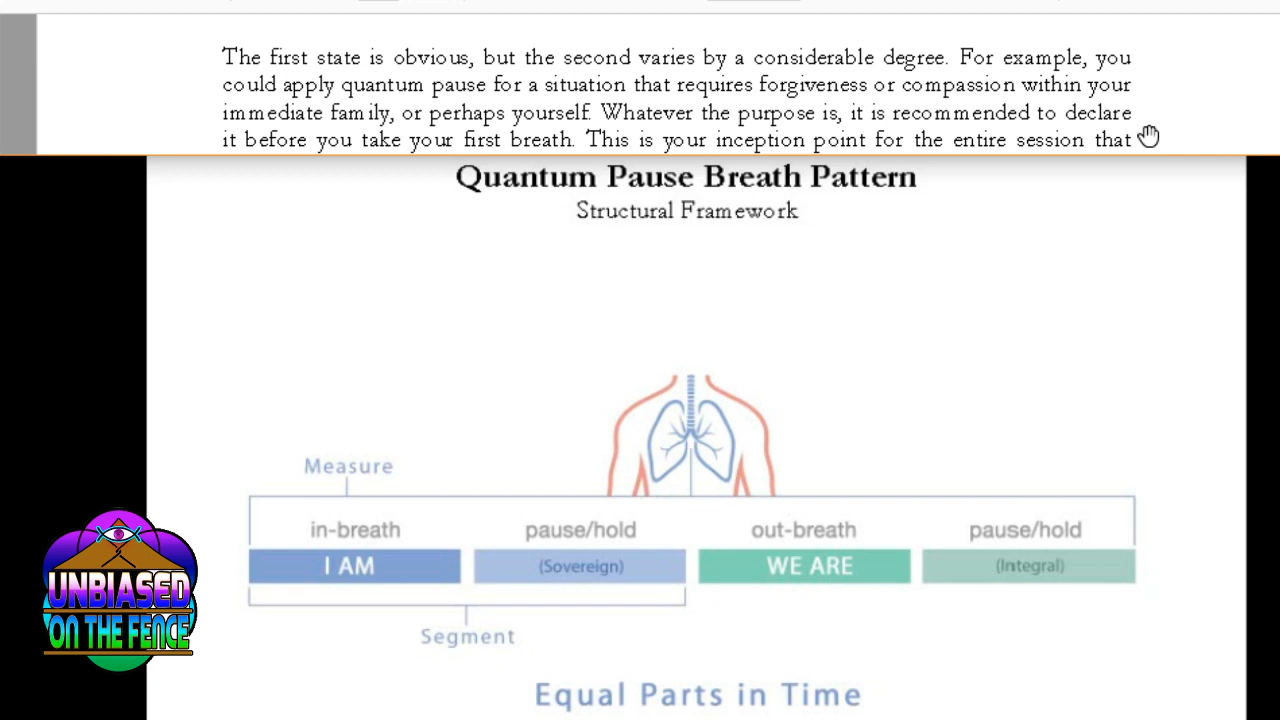 The first state is obvious, but the second varies by a considerable degree. For example, you
could apply quantum pause for a situation that requires forgiveness or compassion within your
immediate family, or perhaps yourself. Whatever the purpose is, it is recommended to declare
it before you take your first breath. This is your inception point for the entire session that
Quantum Pause Breath Pattern
Structural Framework
Measure
in-breath pause/hold out-breath pause/hold
I AM (Sovereign) WE ARE (Integral)
Segment
Equal Parts in Time
UNBIASED
ON THE FENCE